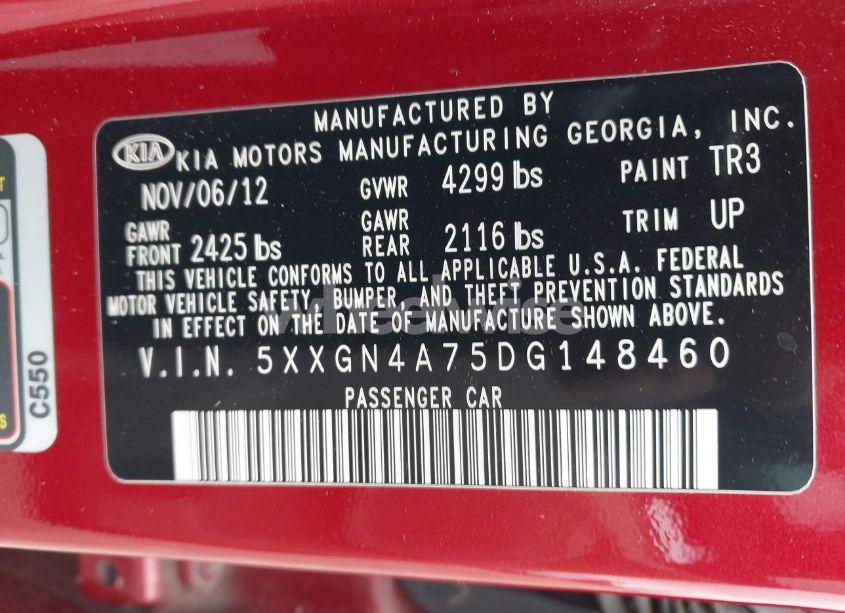 MANUFACTURED BY
KIA KIA MOTORS MANUFACTURING GEORGIA, INC.
NOV/06/12 GVWR 4299 lbs PAINT TR3
GAWR FRONT 2425 lbs GAWR REAR 2116 lbs TRIM UP
THIS VEHICLE CONFORMS TO ALL APPLICABLE U.S.A. FEDERAL
MOTOR VEHICLE SAFETY, BUMPER, AND THEFT PREVENTION STANDARDS
IN EFFECT ON THE DATE OF MANUFACTURE SHOWN ABOVE.
V.I.N. 5XXGN4A75DG148460
PASSENGER CAR
C550